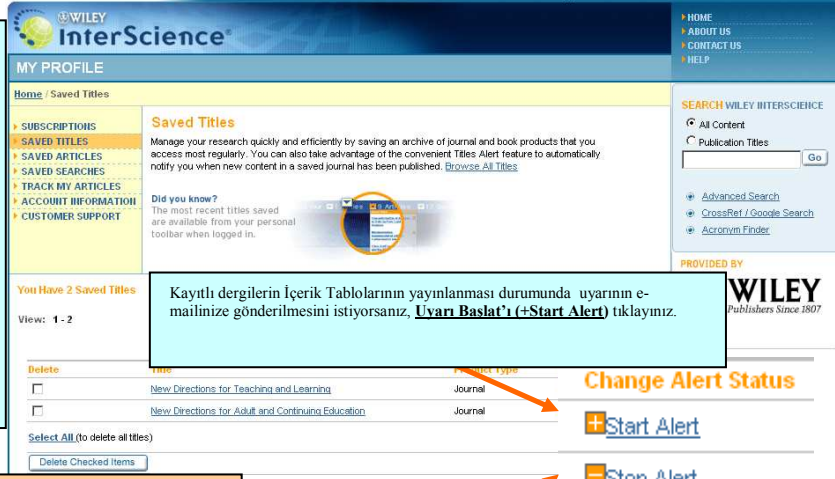 WILEY
InterScience®
HOME
ABOUT US
CONTACT US
HELP
MY PROFILE
Home / Saved Titles
SUBSCRIPTIONS
SAVED TITLES
SAVED ARTICLES
SAVED SEARCHES
TRACK MY ARTICLES
ACCOUNT INFORMATION
CUSTOMER SUPPORT
Saved Titles
Manage your research quickly and efficiently by saving an archive of journal and book products that you
access most regularly. You can also take advantage of the convenient Titles Alert feature to automatically
notify you when new content in a saved journal has been published. Browse All Titles
Did you know?
The most recent titles saved
are available from your personal
toolbar when logged in.
SEARCH WILEY INTERSCIENCE
All Content
Publication Titles
Go
Advanced Search
CrossRef / Google Search
Acronym Finder
PROVIDED BY
WILEY
Publishers Since 1807
You Have 2 Saved Titles
View: 1 - 2
Kayıtlı dergilerin İçerik Tablolarının yayınlanması durumunda uyarının e-
mailinize gönderilmesini istiyorsanız, Uyarı Başlat’ı (+Start Alert) tıklayınız.
Delete Title Product Type
New Directions for Teaching and Learning Journal
New Directions for Adult and Continuing Education Journal
Select All (to delete all titles)
Delete Checked Items
Change Alert Status
Start Alert
Stop Alert